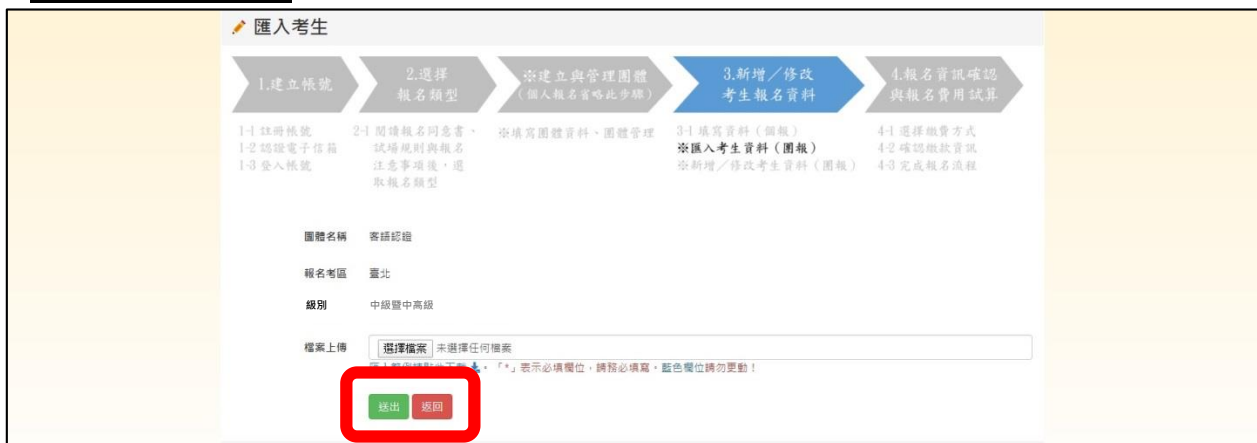 匯入考生
1.建立帳號
2.選擇
報名類型
※建立與管理團體
(個人報名省略此步驟)
3.新增／修改
考生報名資料
4.報名資訊確認
與報名費用試算
1-1 註冊帳號
1-2 認證電子信箱
1-3 登入帳號
2-1 閱讀報名同意書、
試場規則與報名
注意事項後，選
取報名類型
※填寫團體資料、團體管理
3-1 填寫資料（個報）
※匯入考生資料（團報）
※新增／修改考生資料（團報）
4-1 選擇繳費方式
4-2 確認繳款資訊
4-3 完成報名流程
團體名稱 客語認證
報名考區 臺北
級別 中級暨中高級
檔案上傳 選擇檔案 未選擇任何檔案
「*」表示必填欄位，請務必填寫。藍色欄位請勿更動！
送出 返回